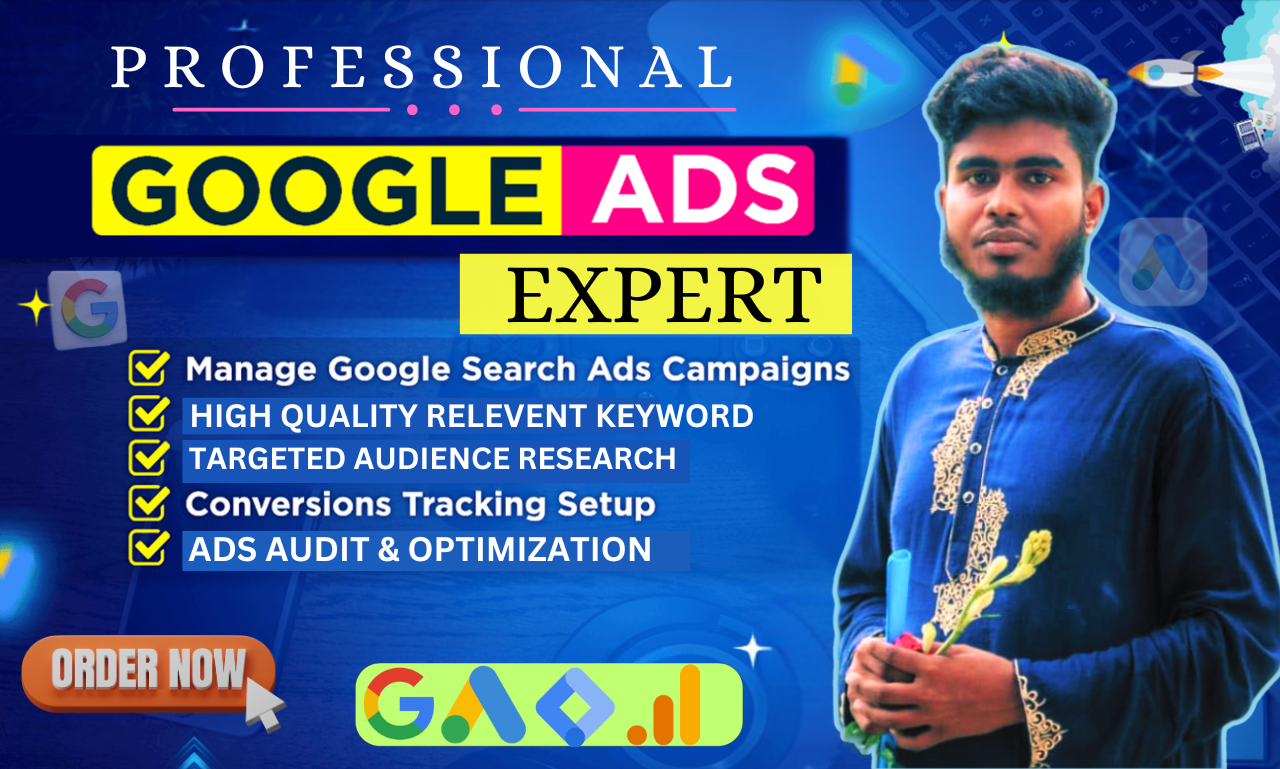 PROFESSIONAL
GOOGLE ADS
EXPERT
Manage Google Search Ads Campaigns
HIGH QUALITY RELEVENT KEYWORD
TARGETED AUDIENCE RESEARCH
Conversions Tracking Setup
ADS AUDIT & OPTIMIZATION
ORDER NOW